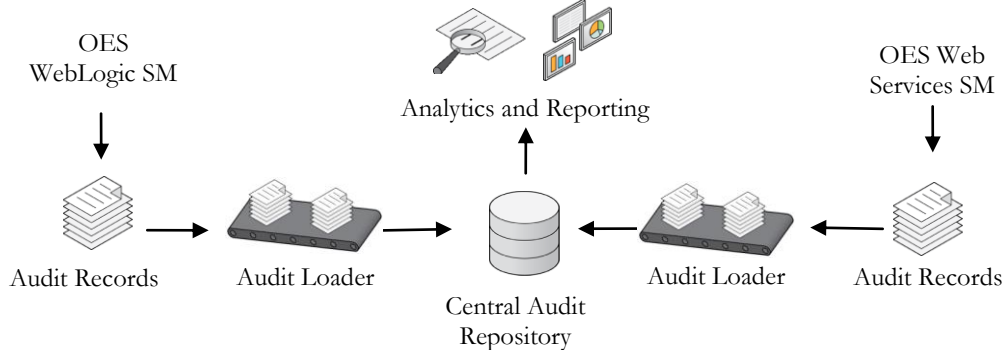 OES
WebLogic SM
Analytics and Reporting
OES Web
Services SM
Audit Records
Audit Loader
Central Audit
Repository
Audit Loader
Audit Records